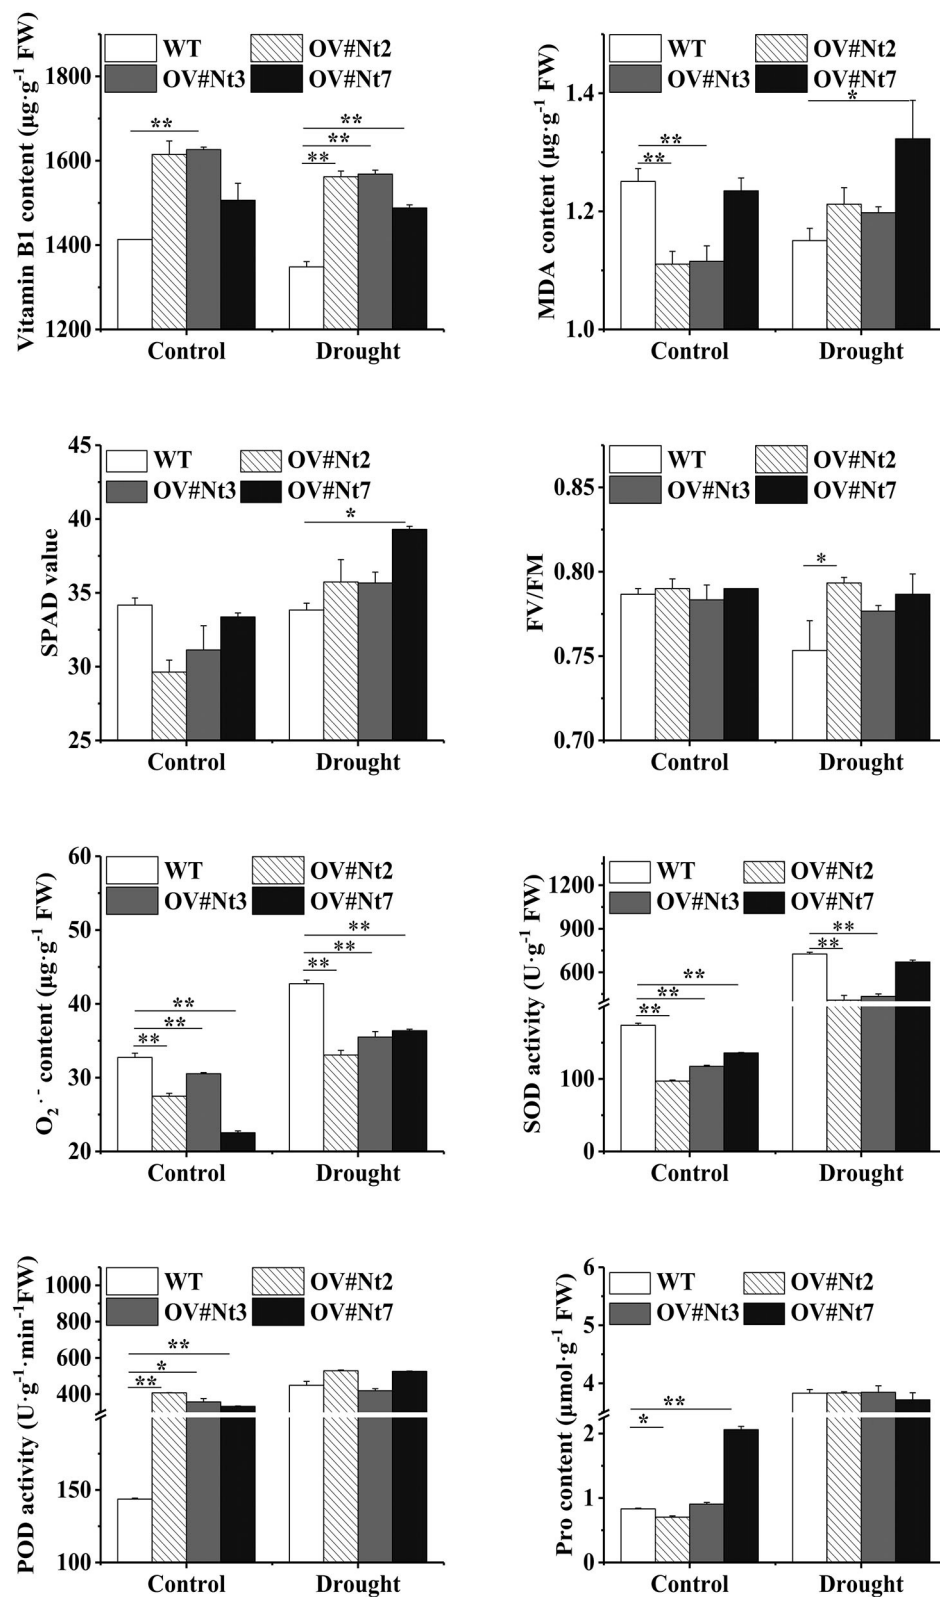 Vitamin B1 content (µg·g⁻¹ FW)
WT
OV#Nt2
OV#Nt3
OV#Nt7
1800
1600
1400
1200
**
**
**
**
Control
Drought
MDA content (µg·g⁻¹ FW)
WT
OV#Nt2
OV#Nt3
OV#Nt7
1.4
1.2
1.0
**
**
*
Control
Drought
SPAD value
WT
OV#Nt2
OV#Nt3
OV#Nt7
45
40
35
30
25
*
Control
Drought
FV/FM
WT
OV#Nt2
OV#Nt3
OV#Nt7
0.85
0.80
0.75
0.70
*
Control
Drought
O₂·⁻ content (µg·g⁻¹ FW)
WT
OV#Nt2
OV#Nt3
OV#Nt7
60
50
40
30
20
**
**
**
**
**
**
Control
Drought
SOD activity (U·g⁻¹ FW)
WT
OV#Nt2
OV#Nt3
OV#Nt7
1200
900
600
100
0
**
**
**
**
**
Control
Drought
POD activity (U·g⁻¹·min⁻¹FW)
WT
OV#Nt2
OV#Nt3
OV#Nt7
1000
800
600
400
150
100
**
*
**
Control
Drought
Pro content (µmol·g⁻¹ FW)
WT
OV#Nt2
OV#Nt3
OV#Nt7
6
5
4
2
1
0
**
*
Control
Drought